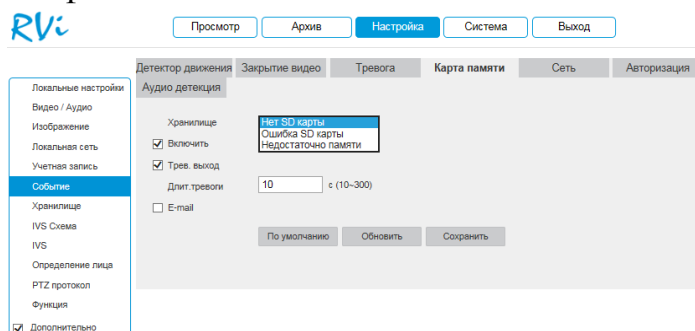 RVi
Просмотр Архив Настройка Система Выход
Детектор движения Закрытие видео Тревога Карта памяти Сеть Авторизация
Аудио детекция
Локальные настройки
Видео / Аудио
Изображение
Локальная сеть
Учетная запись
Событие
Хранилище
IVS Схема
IVS
Определение лица
PTZ протокол
Функция
Дополнительно
Хранилище Нет SD карты
Ошибка SD карты
Включить Недостаточно памяти
Трев. выход
Длит.тревоги 10 с (10~300)
E-mail
По умолчанию Обновить Сохранить